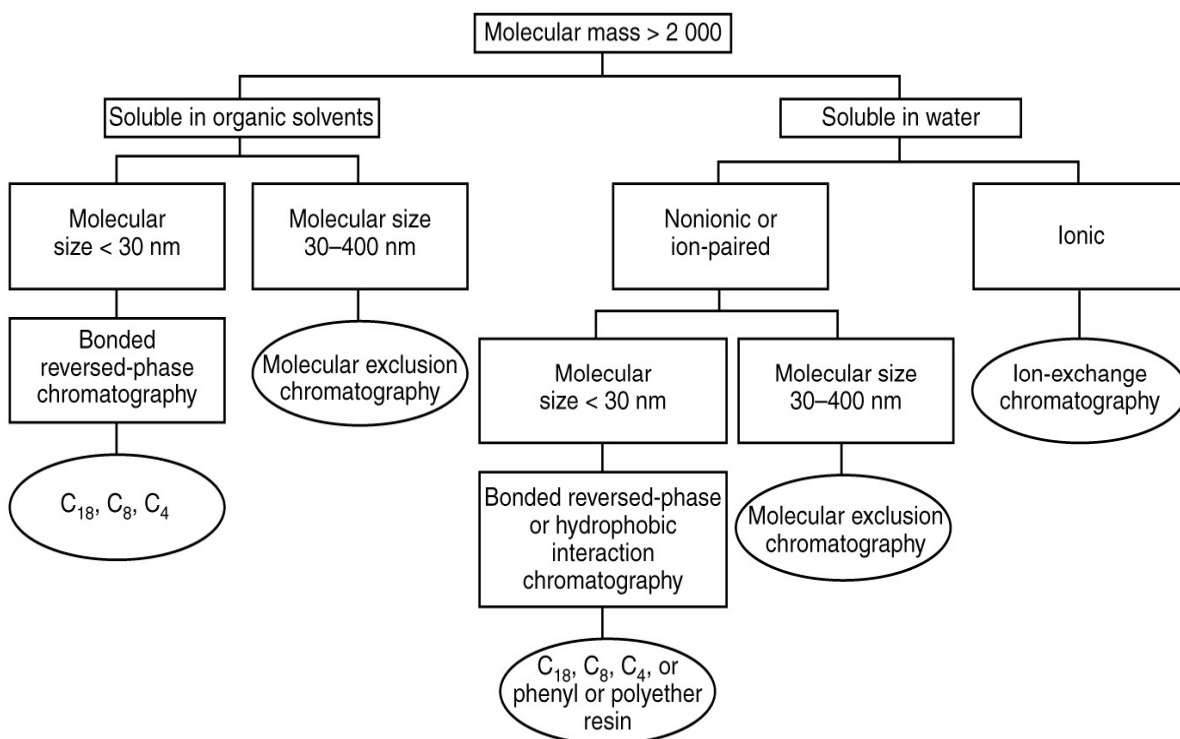 Molecular mass > 2 000
Soluble in organic solvents
Soluble in water
Molecular
size < 30 nm
Molecular size
30–400 nm
Nonionic or
ion-paired
Ionic
Bonded
reversed-phase
chromatography
Molecular exclusion
chromatography
Molecular
size < 30 nm
Molecular size
30–400 nm
Ion-exchange
chromatography
C₁₈, C₈, C₄
Bonded reversed-phase
or hydrophobic
interaction
chromatography
Molecular exclusion
chromatography
C₁₈, C₈, C₄, or
phenyl or polyether
resin